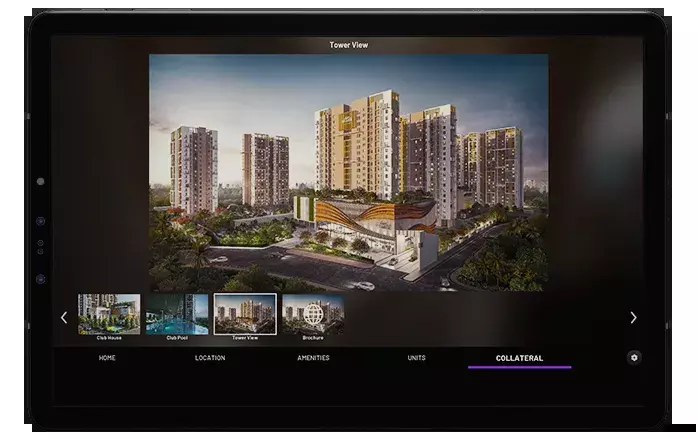 Tower View
Club House
Club Pool
Tower View
Brochure
HOME
LOCATION
AMENITIES
UNITS
COLLATERAL